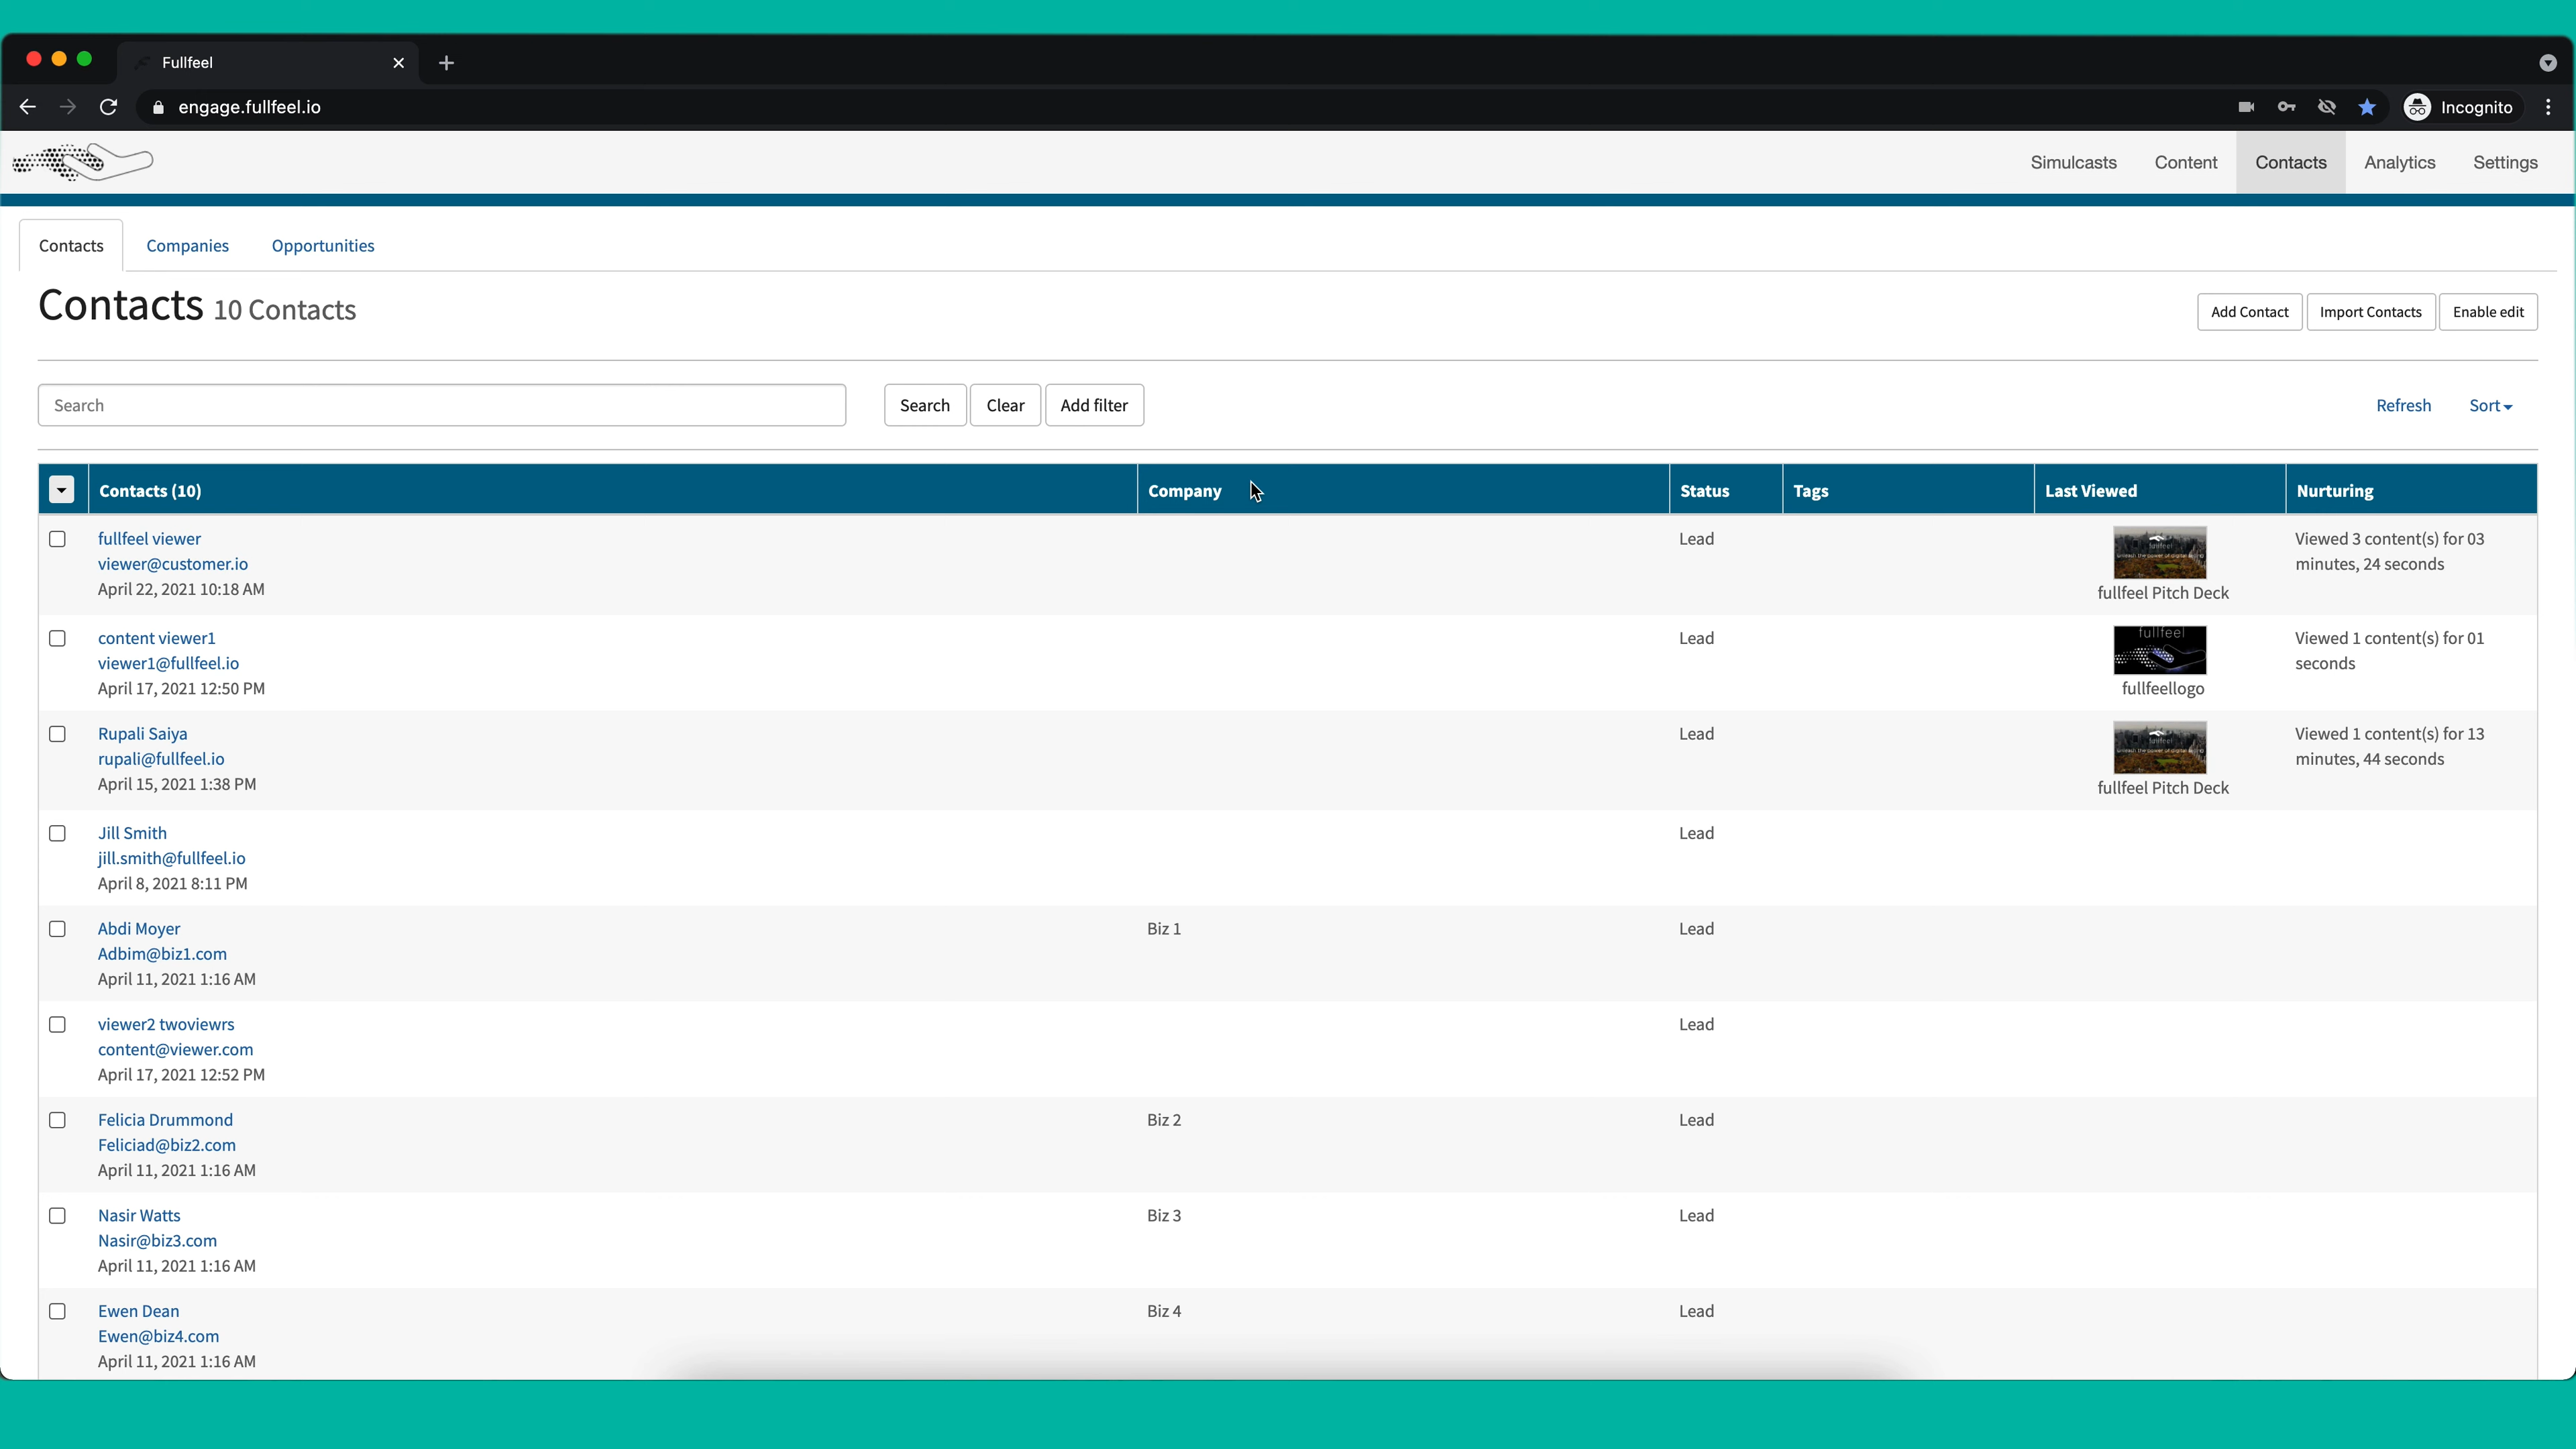 Fullfeel
engage.fullfeel.io
Incognito
Simulcasts Content Contacts Analytics Settings
Contacts Companies Opportunities
Contacts 10 Contacts
Add Contact Import Contacts Enable edit
Search Search Clear Add filter Refresh Sort
Contacts (10) Company Status Tags Last Viewed Nurturing
fullfeel viewer Lead Viewed 3 content(s) for 03
viewer@customer.io minutes, 24 seconds
April 22, 2021 10:18 AM fullfeel Pitch Deck
content viewer1 Lead fullfeel Viewed 1 content(s) for 01
viewer1@fullfeel.io seconds
April 17, 2021 12:50 PM fullfeellogo
Rupali Saiya Lead Viewed 1 content(s) for 13
rupali@fullfeel.io minutes, 44 seconds
April 15, 2021 1:38 PM fullfeel Pitch Deck
Jill Smith Lead
jill.smith@fullfeel.io
April 8, 2021 8:11 PM
Abdi Moyer Biz 1 Lead
Adbim@biz1.com
April 11, 2021 1:16 AM
viewer2 twoviewrs Lead
content@viewer.com
April 17, 2021 12:52 PM
Felicia Drummond Biz 2 Lead
Feliciad@biz2.com
April 11, 2021 1:16 AM
Nasir Watts Biz 3 Lead
Nasir@biz3.com
April 11, 2021 1:16 AM
Ewen Dean Biz 4 Lead
Ewen@biz4.com
April 11, 2021 1:16 AM